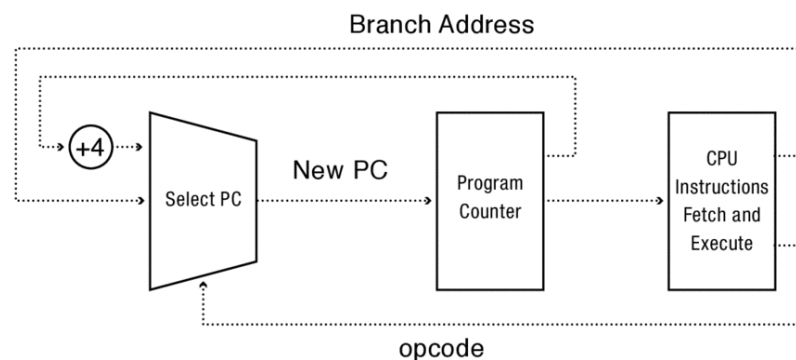 Branch Address
+4
Select PC
New PC
Program
Counter
CPU
Instructions
Fetch and
Execute
opcode